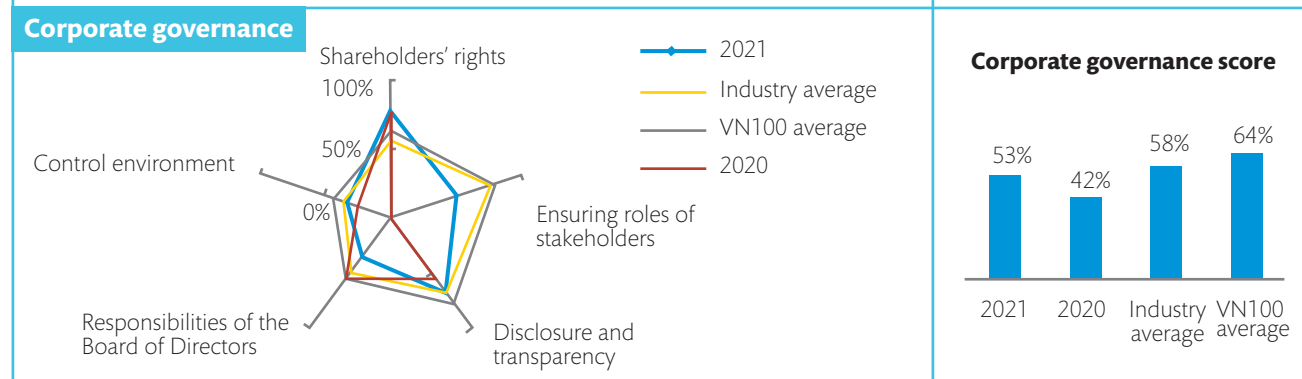 Corporate governance
Shareholders' rights
100%
50%
0%
Control environment
Ensuring roles of
stakeholders
Responsibilities of the
Board of Directors
Disclosure and
transparency
2021
Industry average
VN100 average
2020
Corporate governance score
53%
42%
58%
64%
2021
2020
Industry
average
VN100
average